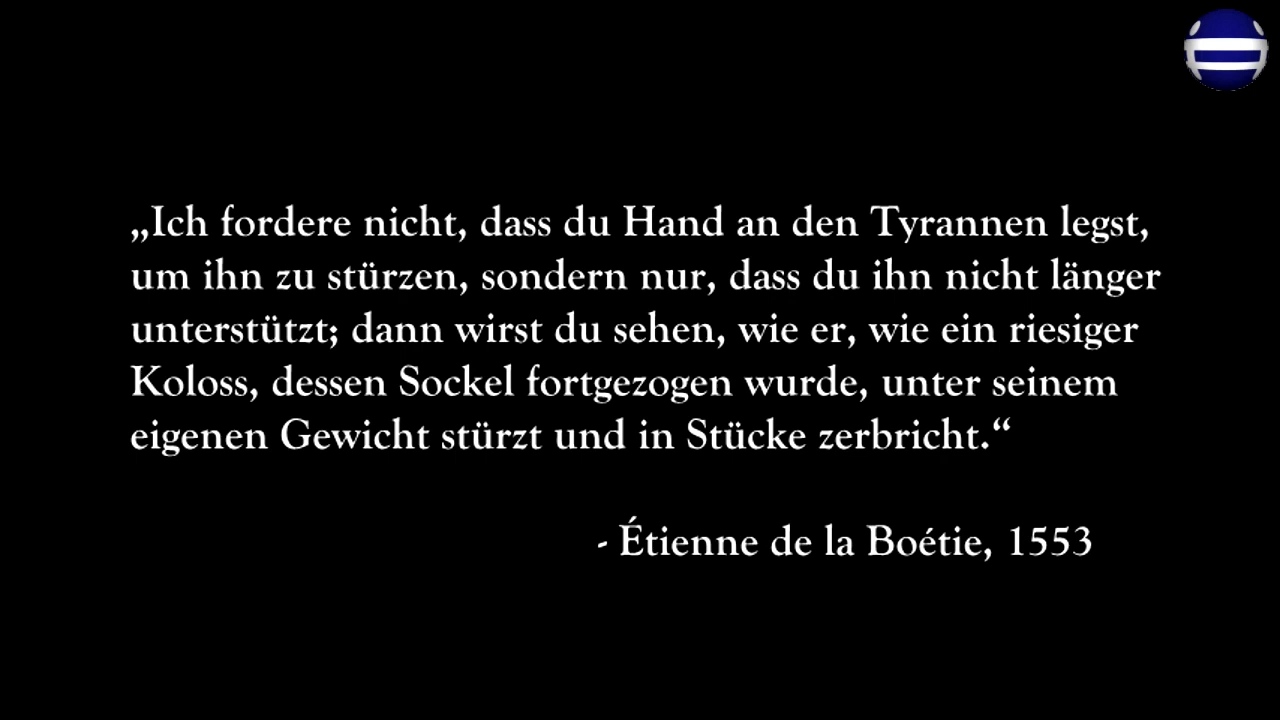 „Ich fordere nicht, dass du Hand an den Tyrannen legst,
um ihn zu stürzen, sondern nur, dass du ihn nicht länger
unterstützt; dann wirst du sehen, wie er, wie ein riesiger
Koloss, dessen Sockel fortgezogen wurde, unter seinem
eigenen Gewicht stürzt und in Stücke zerbricht.“
- Étienne de la Boétie, 1553